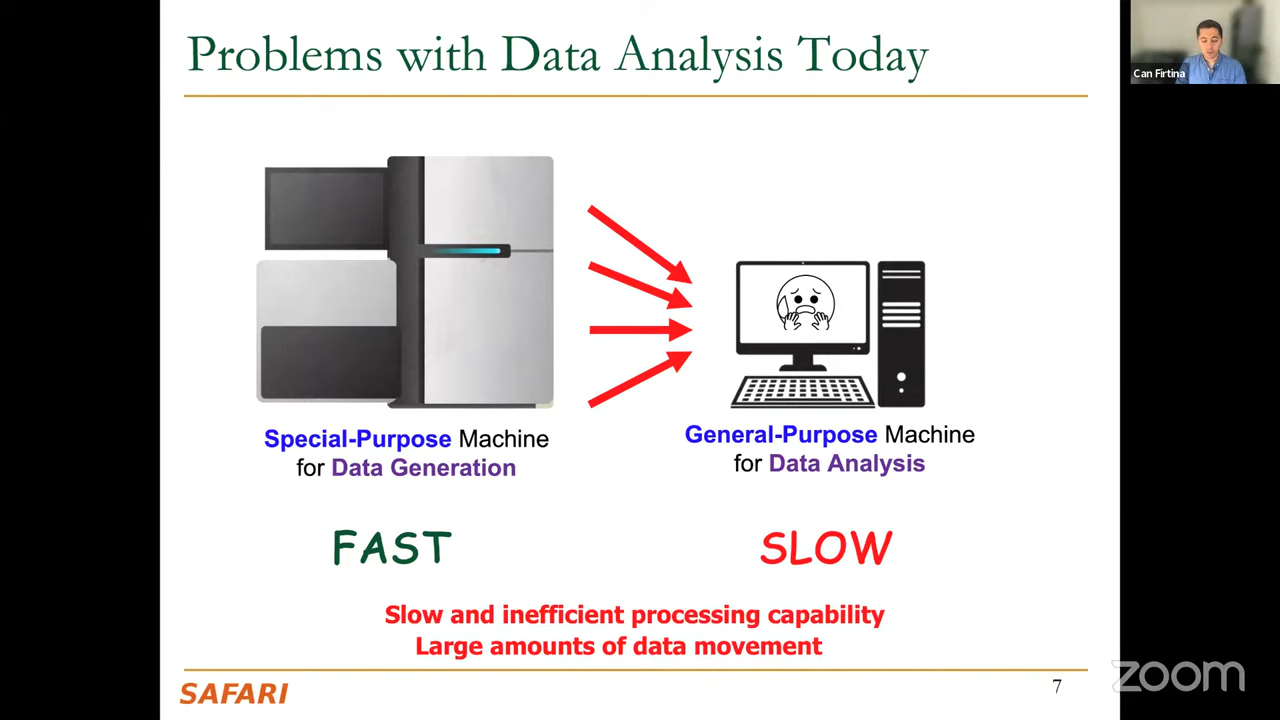 Problems with Data Analysis Today
Can Firtina
Special-Purpose Machine
for Data Generation
General-Purpose Machine
for Data Analysis
FAST
SLOW
Slow and inefficient processing capability
Large amounts of data movement
SAFARI
7
zoom